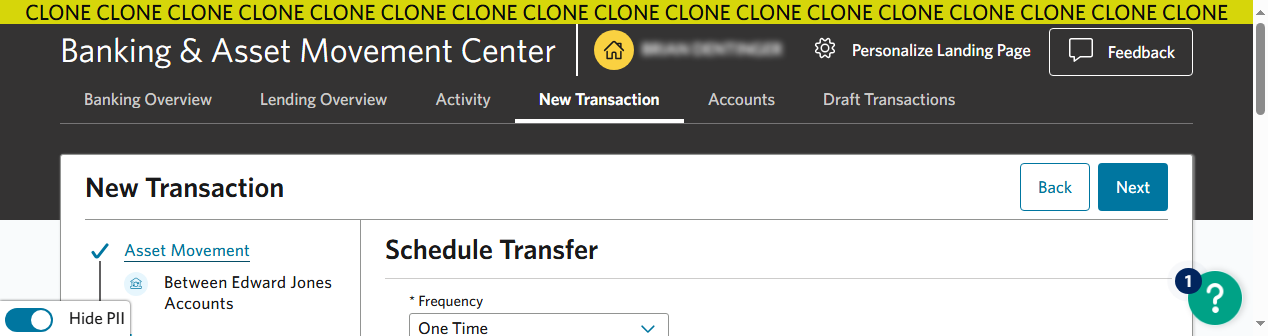 CLONE CLONE CLONE CLONE CLONE CLONE CLONE CLONE CLONE CLONE CLONE CLONE CLONE CLONE CLONE CLONE CLONE
Banking & Asset Movement Center
Personalize Landing Page
Feedback
Banking Overview
Lending Overview
Activity
New Transaction
Accounts
Draft Transactions
New Transaction
Back
Next
Asset Movement
Between Edward Jones
Accounts
Schedule Transfer
* Frequency
One Time
1
?
Hide PII